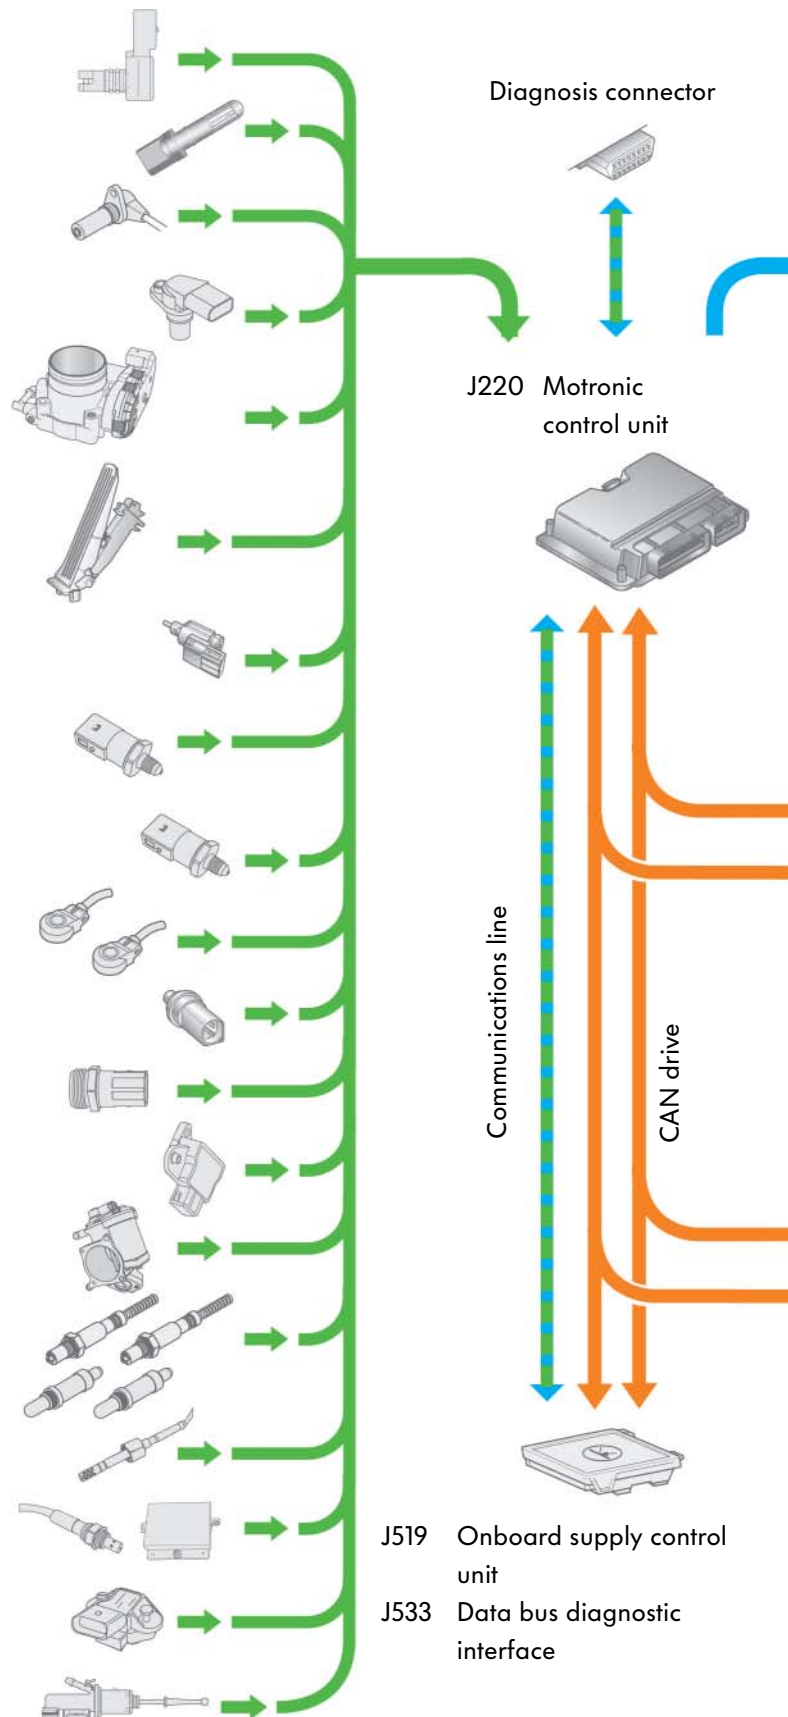 Diagnosis connector
J220 Motronic
control unit
Communications line
CAN drive
J519 Onboard supply control
unit
J533 Data bus diagnostic
interface